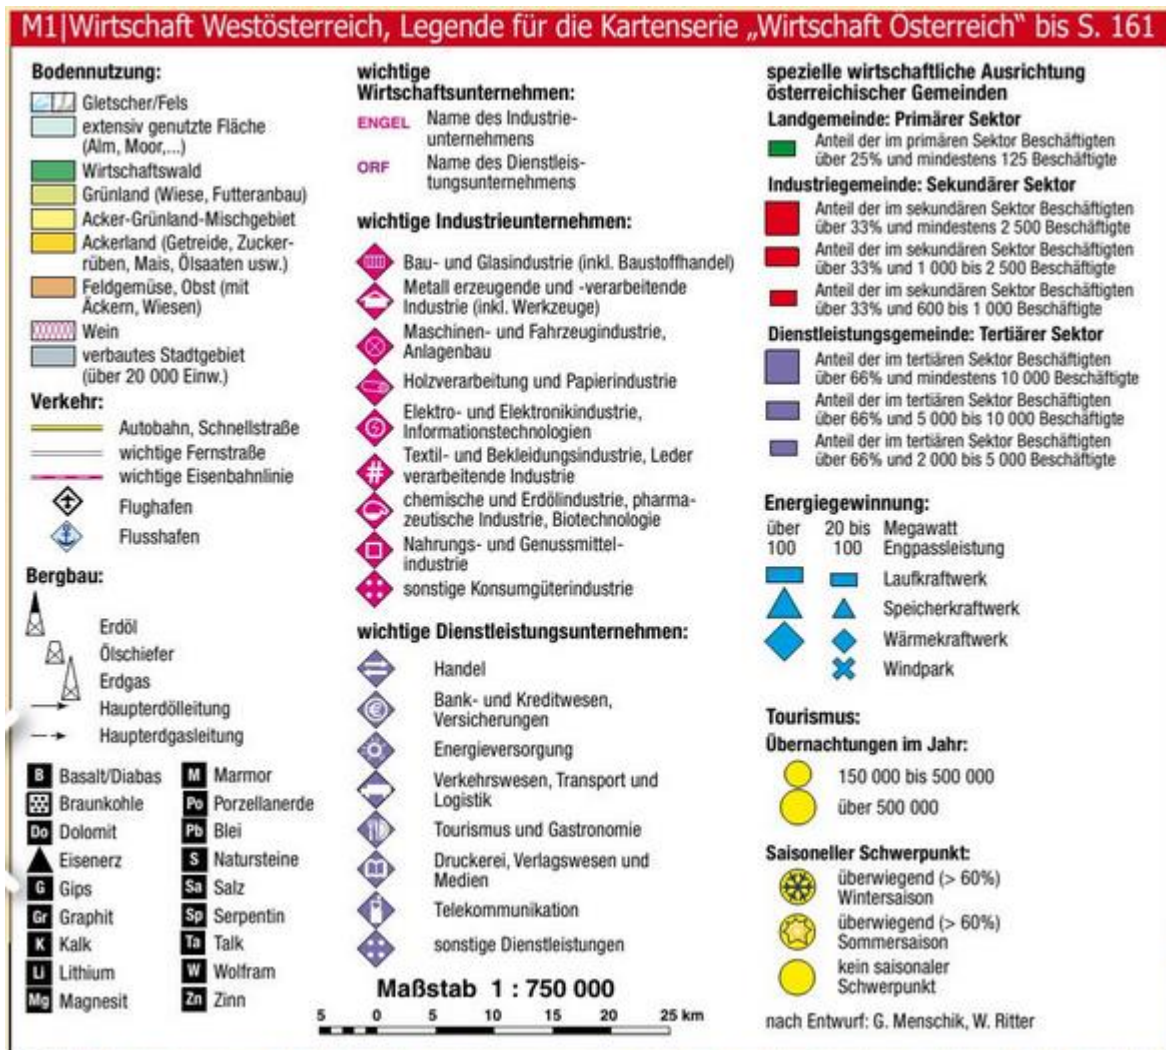 M1|Wirtschaft Westösterreich, Legende für die Kartenserie „Wirtschaft Österreich“ bis S. 161
Bodennutzung:
Gletscher/Fels
extensiv genutzte Fläche
(Alm, Moor,...)
Wirtschaftswald
Grünland (Wiese, Futteranbau)
Acker-Grünland-Mischgebiet
Ackerland (Getreide, Zucker-
rüben, Mais, Ölsaaten usw.)
Feldgemüse, Obst (mit
Äckern, Wiesen)
Wein
verbautes Stadtgebiet
(über 20 000 Einw.)
Verkehr:
Autobahn, Schnellstraße
wichtige Fernstraße
wichtige Eisenbahnlinie
Flughafen
Flusshafen
Bergbau:
Erdöl
Ölschiefer
Erdgas
Haupterdölleitung
Haupterdgasleitung
B Basalt/Diabas
Braunkohle
Do Dolomit
Eisenerz
G Gips
Gr Graphit
K Kalk
Li Lithium
Mg Magnesit
M Marmor
Po Porzellanerde
Pb Blei
S Natursteine
Sa Salz
Sp Serpentin
Ta Talk
W Wolfram
Zn Zinn
wichtige
Wirtschaftsunternehmen:
ENGEL Name des Industrie-
unternehmens
ORF Name des Dienstleis-
tungsunternehmens
wichtige Industrieunternehmen:
Bau- und Glasindustrie (inkl. Baustoffhandel)
Metall erzeugende und -verarbeitende
Industrie (inkl. Werkzeuge)
Maschinen- und Fahrzeugindustrie,
Anlagenbau
Holzverarbeitung und Papierindustrie
Elektro- und Elektronikindustrie,
Informationstechnologien
Textil- und Bekleidungsindustrie, Leder
verarbeitende Industrie
chemische und Erdölindustrie, pharma-
zeutische Industrie, Biotechnologie
Nahrungs- und Genussmittel-
industrie
sonstige Konsumgüterindustrie
wichtige Dienstleistungsunternehmen:
Handel
Bank- und Kreditwesen,
Versicherungen
Energieversorgung
Verkehrswesen, Transport und
Logistik
Tourismus und Gastronomie
Druckerei, Verlagswesen und
Medien
Telekommunikation
sonstige Dienstleistungen
Maßstab 1 : 750 000
5 0 5 10 15 20 25 km
spezielle wirtschaftliche Ausrichtung
österreichischer Gemeinden
Landgemeinde: Primärer Sektor
Anteil der im primären Sektor Beschäftigten
über 25% und mindestens 125 Beschäftigte
Industriegemeinde: Sekundärer Sektor
Anteil der im sekundären Sektor Beschäftigten
über 33% und mindestens 2 500 Beschäftigte
Anteil der im sekundären Sektor Beschäftigten
über 33% und 1 000 bis 2 500 Beschäftigte
Anteil der im sekundären Sektor Beschäftigten
über 33% und 600 bis 1 000 Beschäftigte
Dienstleistungsgemeinde: Tertiärer Sektor
Anteil der im tertiären Sektor Beschäftigten
über 66% und mindestens 10 000 Beschäftigte
Anteil der im tertiären Sektor Beschäftigten
über 66% und 5 000 bis 10 000 Beschäftigte
Anteil der im tertiären Sektor Beschäftigten
über 66% und 2 000 bis 5 000 Beschäftigte
Energiegewinnung:
über 20 bis Megawatt
100 100 Engpassleistung
Laufkraftwerk
Speicherkraftwerk
Wärmekraftwerk
Windpark
Tourismus:
Übernachtungen im Jahr:
150 000 bis 500 000
über 500 000
Saisoneller Schwerpunkt:
überwiegend (> 60%)
Wintersaison
überwiegend (> 60%)
Sommersaison
kein saisonaler
Schwerpunkt
nach Entwurf: G. Menschik, W. Ritter